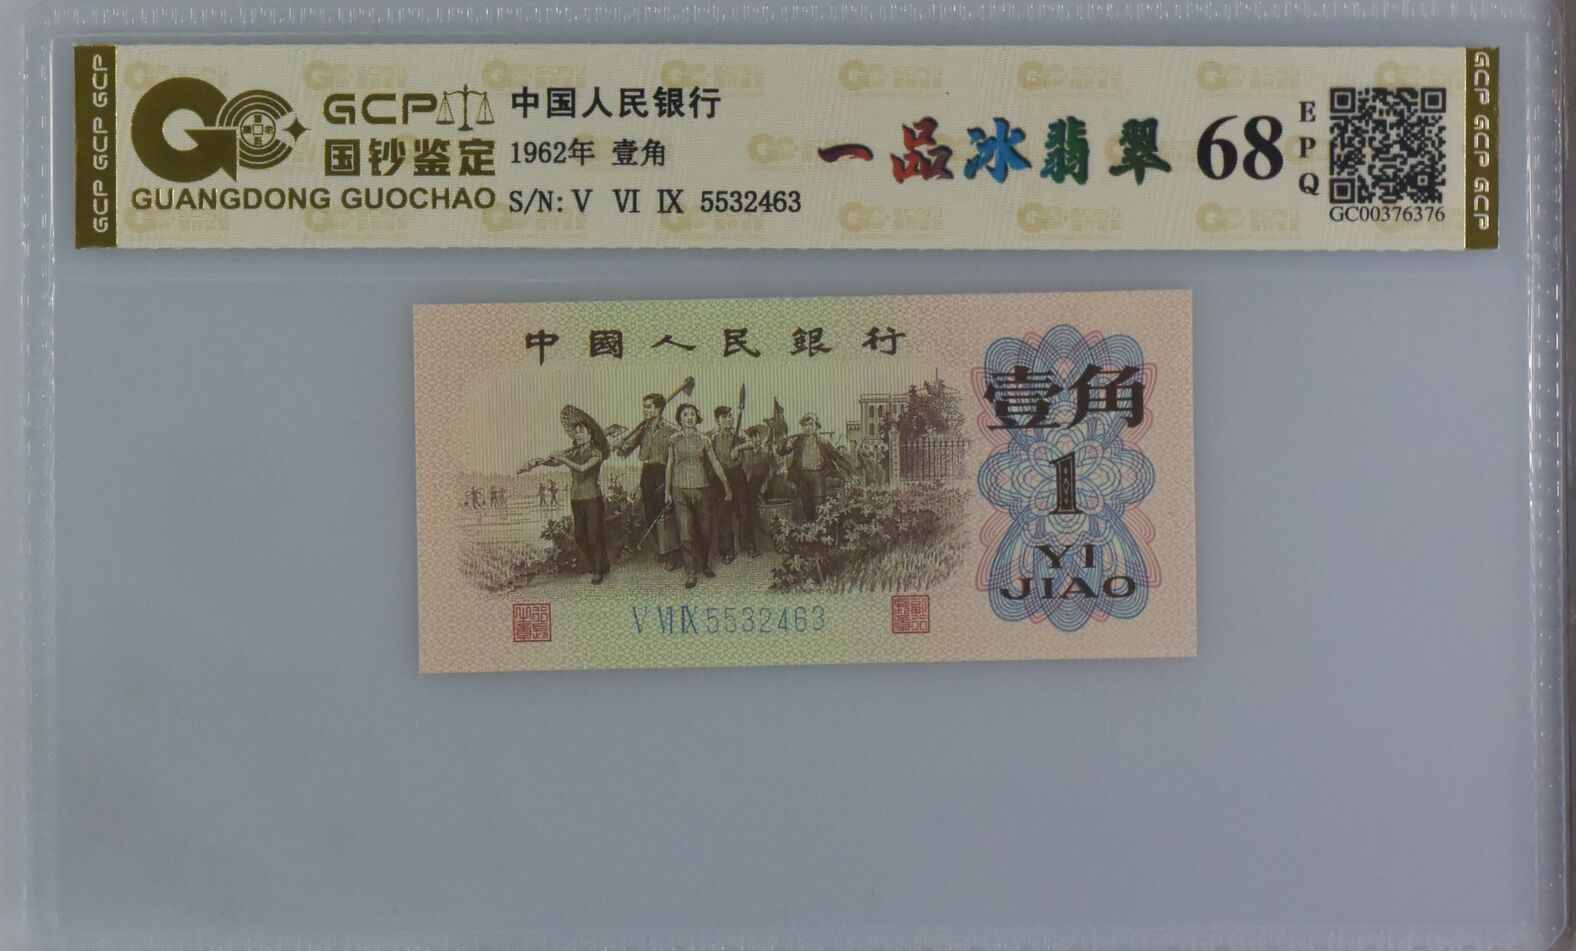 GCP GCP GCP
GCP
国钞鉴定
GUANGDONG GUOCHAO
中国人民银行
1962年 壹角
S/N: V VI IX 5532463
一品冰翡翠
68
EPQ
GC00376376
GCP GCP GCP
中國人民銀行
壹角
1
YI
JIAO
V VI IX 5532463